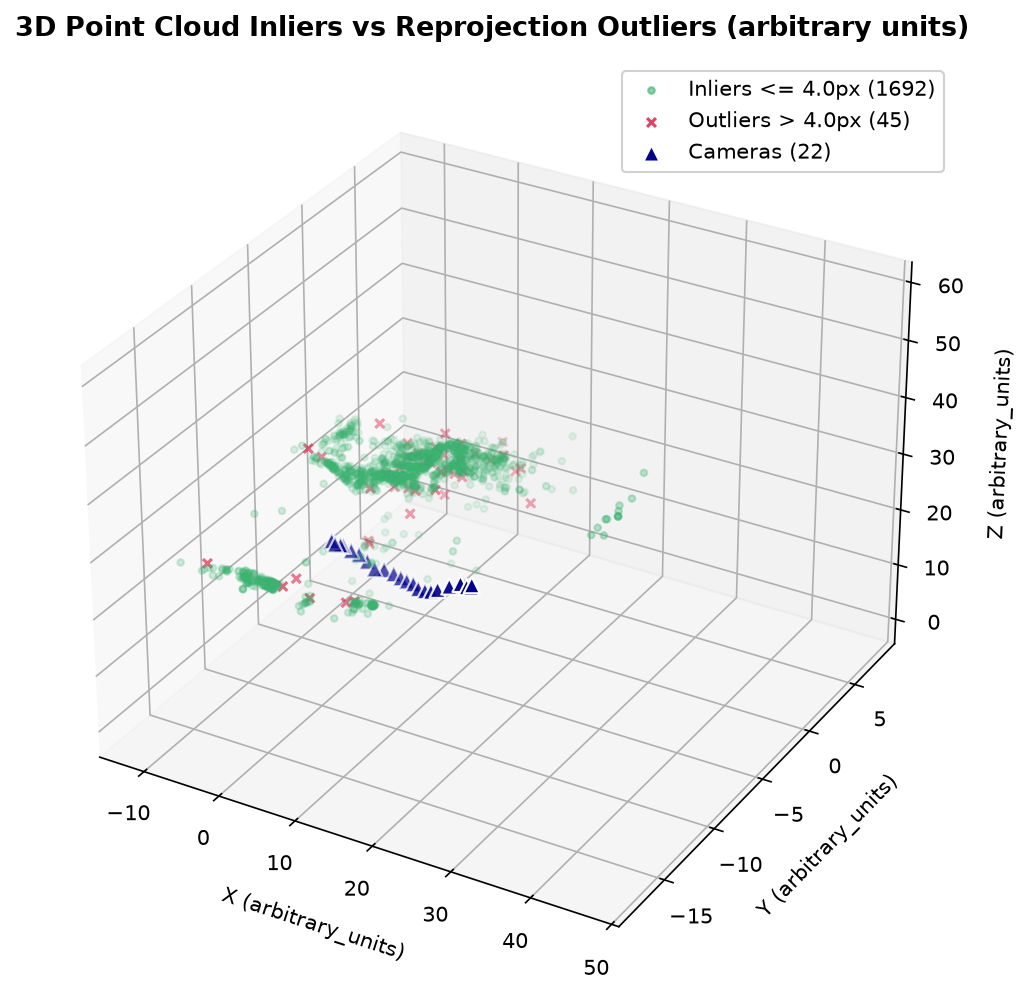 3D Point Cloud Inliers vs Reprojection Outliers (arbitrary units)
Inliers <= 4.0px (1692)
Outliers > 4.0px (45)
Cameras (22)
60
50
40
30
20
10
0
Z (arbitrary_units)
5
0
−5
−10
−15
Y (arbitrary_units)
−10
0
10
20
30
40
50
X (arbitrary_units)